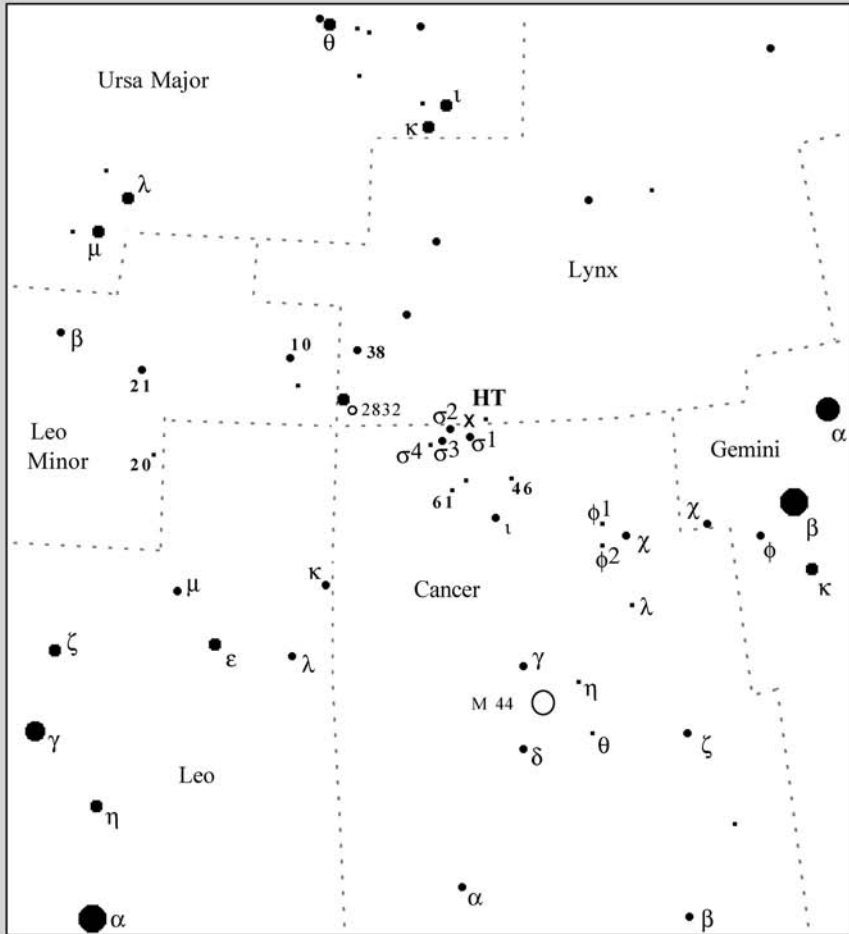 θ
Ursa Major
ι
κ
λ
μ
Lynx
β
10
38
21
HT
2832
x
σ2
α
Leo
Minor
σ1
Gemini
σ4 σ3
20
46
61
β
φ1
χ
ι
χ
φ
φ2
κ
μ
κ
Cancer
λ
ζ
ε
λ
γ
η
M 44
γ
δ
θ
ζ
Leo
η
α
α
β